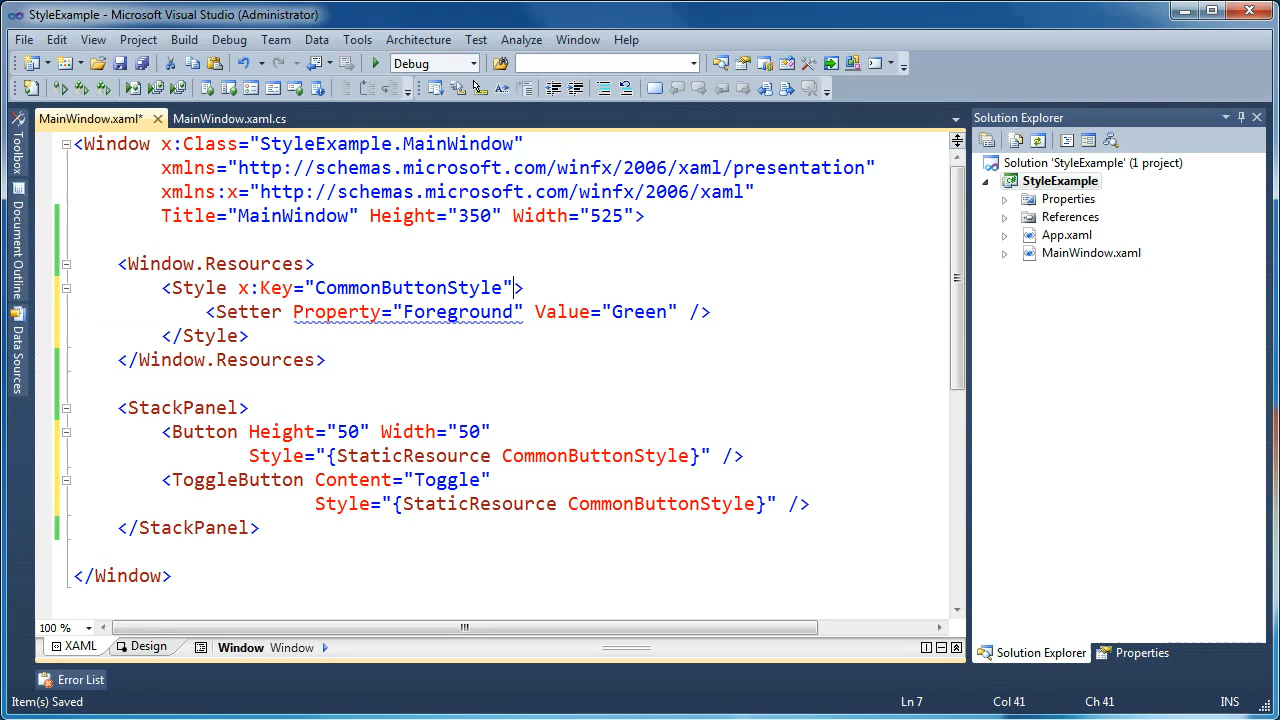 StyleExample - Microsoft Visual Studio (Administrator)
File Edit View Project Build Debug Team Data Tools Architecture Test Analyze Window Help
Debug
MainWindow.xaml* MainWindow.xaml.cs
Toolbox
Document Outline
Data Sources
<Window x:Class="StyleExample.MainWindow"
xmlns="http://schemas.microsoft.com/winfx/2006/xaml/presentation"
xmlns:x="http://schemas.microsoft.com/winfx/2006/xaml"
Title="MainWindow" Height="350" Width="525">
<Window.Resources>
<Style x:Key="CommonButtonStyle">
<Setter Property="Foreground" Value="Green" />
</Style>
</Window.Resources>
<StackPanel>
<Button Height="50" Width="50"
Style="{StaticResource CommonButtonStyle}" />
<ToggleButton Content="Toggle"
Style="{StaticResource CommonButtonStyle}" />
</StackPanel>
</Window>
100 %
XAML Design Window Window
Solution Explorer
Solution 'StyleExample' (1 project)
StyleExample
Properties
References
App.xaml
MainWindow.xaml
Solution Explorer Properties
Error List
Item(s) Saved Ln 7 Col 41 Ch 41 INS